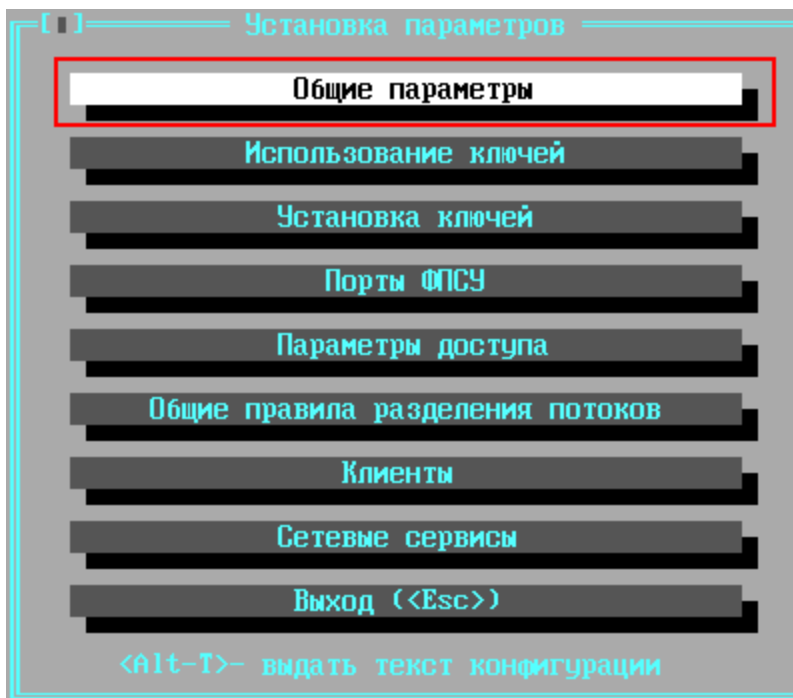 [▮] Установка параметров
Общие параметры
Использование ключей
Установка ключей
Порты ФПСУ
Параметры доступа
Общие правила разделения потоков
Клиенты
Сетевые сервисы
Выход (<Esc>)
<Alt-T>- выдать текст конфигурации